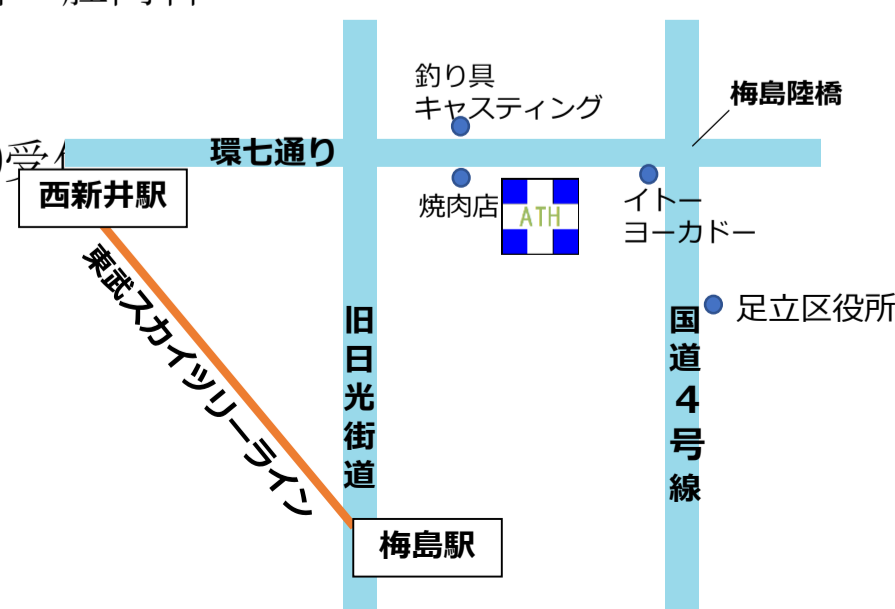 釣り具
キャスティング
梅島陸橋
環七通り
受付
西新井駅
焼肉店
ATH
イトー
ヨーカドー
東武スカイツリーライン
旧日光街道
国道4号線
足立区役所
梅島駅